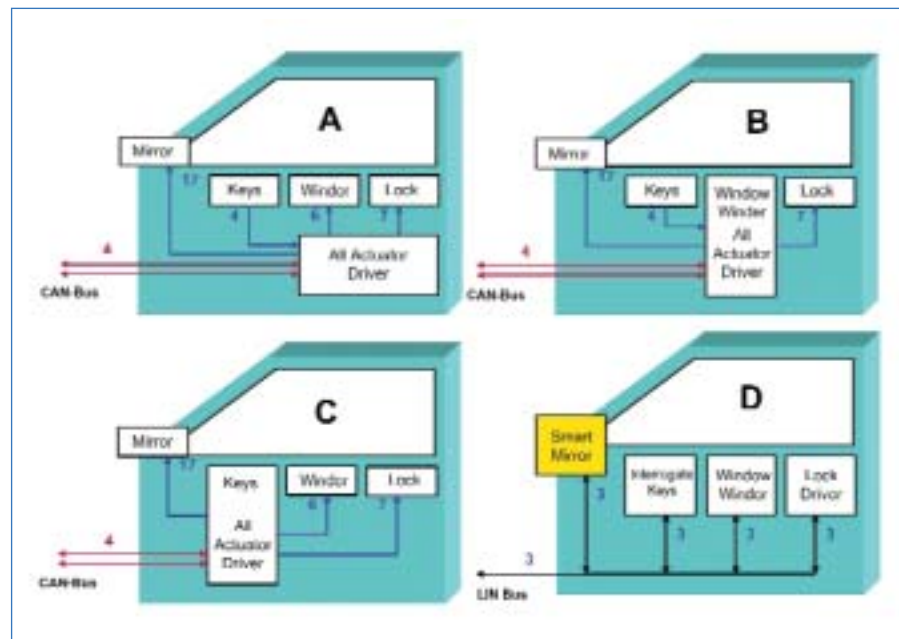 A
Mirror
17
Keys
Windor
Lock
4
6
7
4
All Actuator
Driver
CAN-Bus
B
Mirror
17
Keys
Window
Winder
Lock
4
7
All
Actuator
Driver
4
CAN-Bus
C
Mirror
17
Keys
Windor
Lock
6
7
All
Actuator
Driver
4
CAN-Bus
D
Smart
Mirror
3
Interrogate
Keys
Window
Windor
Lock
Drivor
3
3
3
3
LIN Bus